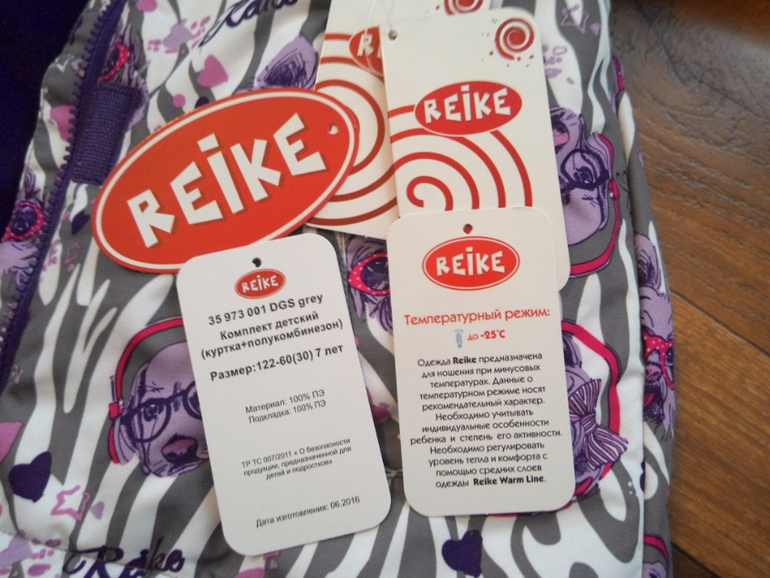 REIKE
REIKE
REIKE
35 973 001 DGS grey
Комплект детский
(куртка+полукомбинезон)
Размер:122-60(30) 7 лет
Материал: 100% ПЭ
Подкладка: 100% ПЭ
ТР ТС 007/2011 « О безопасности
продукции, предназначенной для
детей и подростков»
Дата изготовления: 06.2016
REIKE
Температурный режим:
до -25°C
Одежда Reike предназначена
для ношения при минусовых
температурах. Данные о
температурном режиме носят
рекомендательный характер.
Необходимо учитывать
индивидуальные особенности
ребенка и степень его активности.
Необходимо регулировать
уровень тепла и комфорта с
помощью средних слоев
одежды Reike Warm Line.
Reike